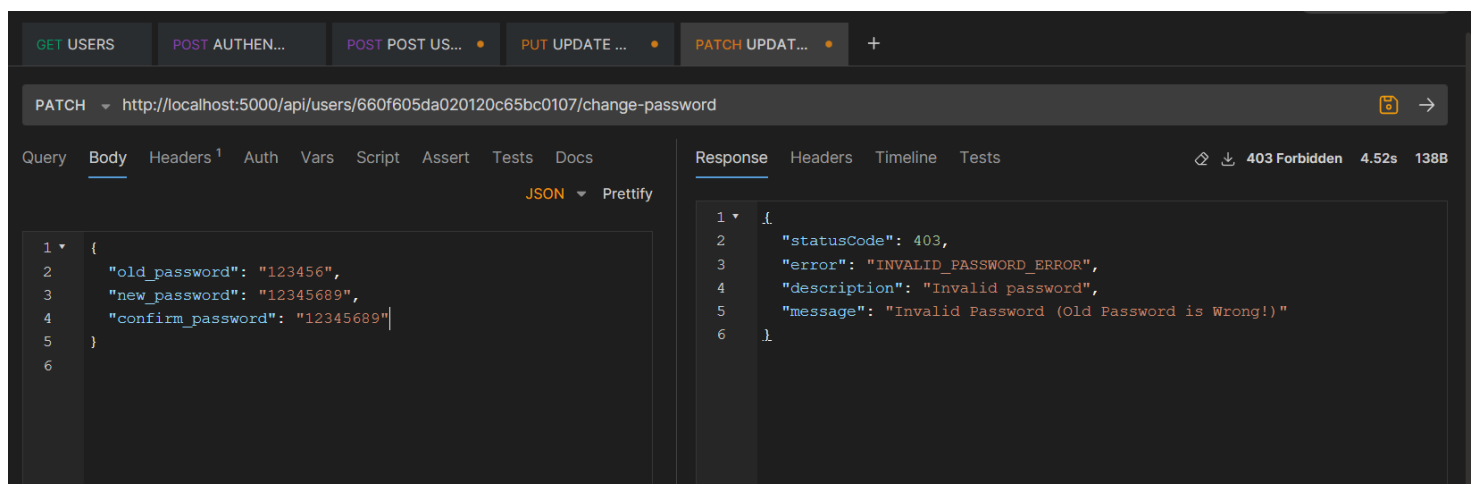 GET USERS POST AUTHEN... POST POST US... PUT UPDATE ... PATCH UPDAT... +
PATCH http://localhost:5000/api/users/660f605da020120c65bc0107/change-password
Query Body Headers 1 Auth Vars Script Assert Tests Docs
JSON Prettify
1 {
2 "old_password": "123456",
3 "new_password": "12345689",
4 "confirm_password": "12345689"
5 }
6
Response Headers Timeline Tests 403 Forbidden 4.52s 138B
1 {
2 "statusCode": 403,
3 "error": "INVALID_PASSWORD_ERROR",
4 "description": "Invalid password",
5 "message": "Invalid Password (Old Password is Wrong!)"
6 }